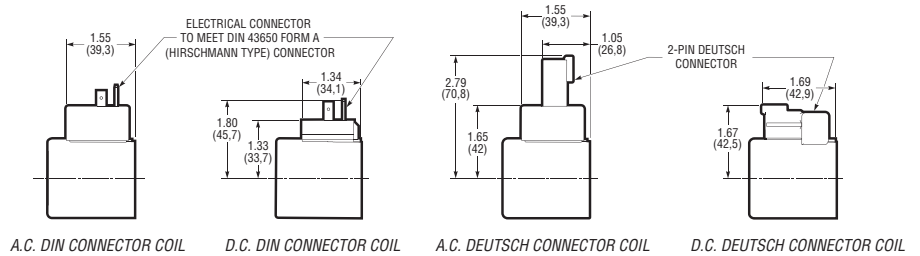 1.55
(39,3)
ELECTRICAL CONNECTOR
TO MEET DIN 43650 FORM A
(HIRSCHMANN TYPE) CONNECTOR
1.80
(45,7)
1.34
(34,1)
1.33
(33,7)
1.55
(39,3)
1.05
(26,8)
2.79
(70,8)
1.65
(42)
2-PIN DEUTSCH
CONNECTOR
1.69
(42,9)
1.67
(42,5)
A.C. DIN CONNECTOR COIL
D.C. DIN CONNECTOR COIL
A.C. DEUTSCH CONNECTOR COIL
D.C. DEUTSCH CONNECTOR COIL